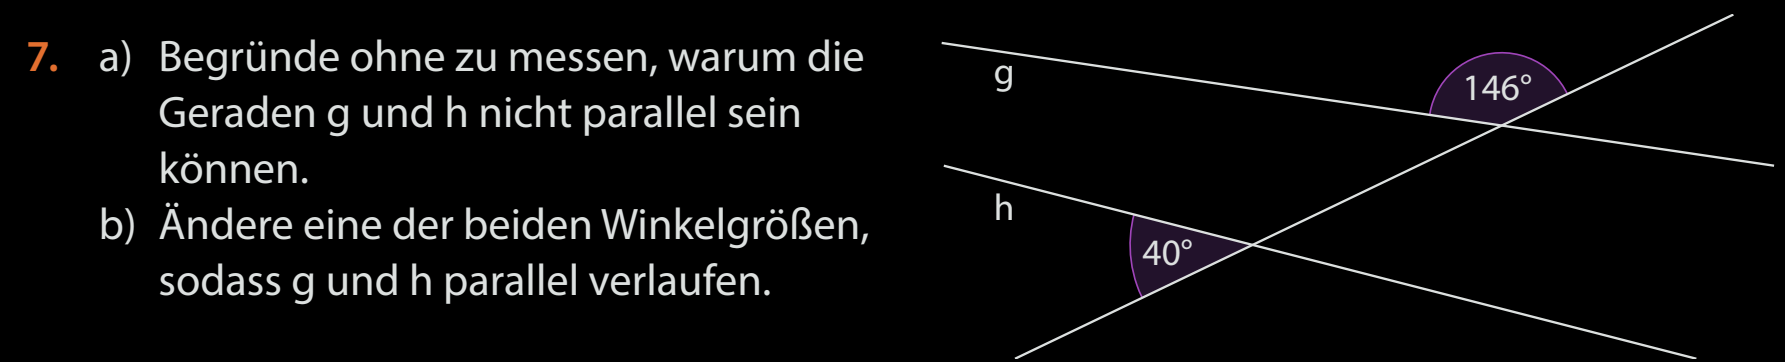 7. a) Begründe ohne zu messen, warum die
Geraden g und h nicht parallel sein
können.
b) Ändere eine der beiden Winkelgrößen,
sodass g und h parallel verlaufen.
g
146°
h
40°